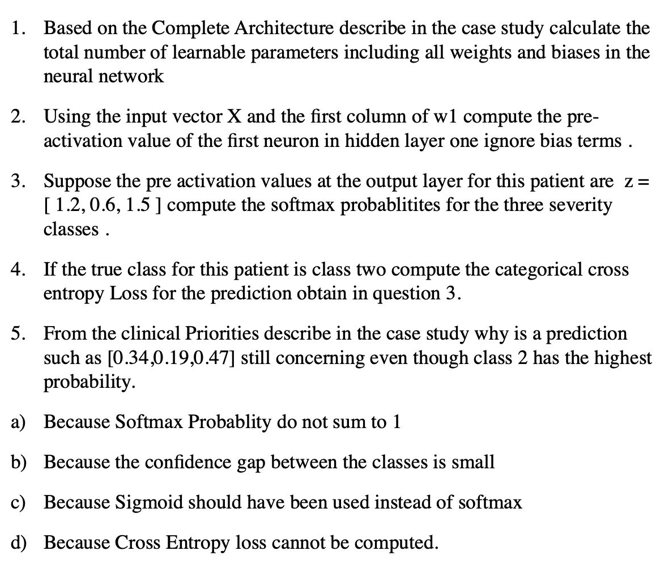 1. Based on the Complete Architecture describe in the case study calculate the
total number of learnable parameters including all weights and biases in the
neural network
2. Using the input vector X and the first column of w1 compute the pre-
activation value of the first neuron in hidden layer one ignore bias terms .
3. Suppose the pre activation values at the output layer for this patient are z =
[ 1.2, 0.6, 1.5 ] compute the softmax probablitites for the three severity
classes .
4. If the true class for this patient is class two compute the categorical cross
entropy Loss for the prediction obtain in question 3.
5. From the clinical Priorities describe in the case study why is a prediction
such as [0.34,0.19,0.47] still concerning even though class 2 has the highest
probability.
a) Because Softmax Probablity do not sum to 1
b) Because the confidence gap between the classes is small
c) Because Sigmoid should have been used instead of softmax
d) Because Cross Entropy loss cannot be computed.